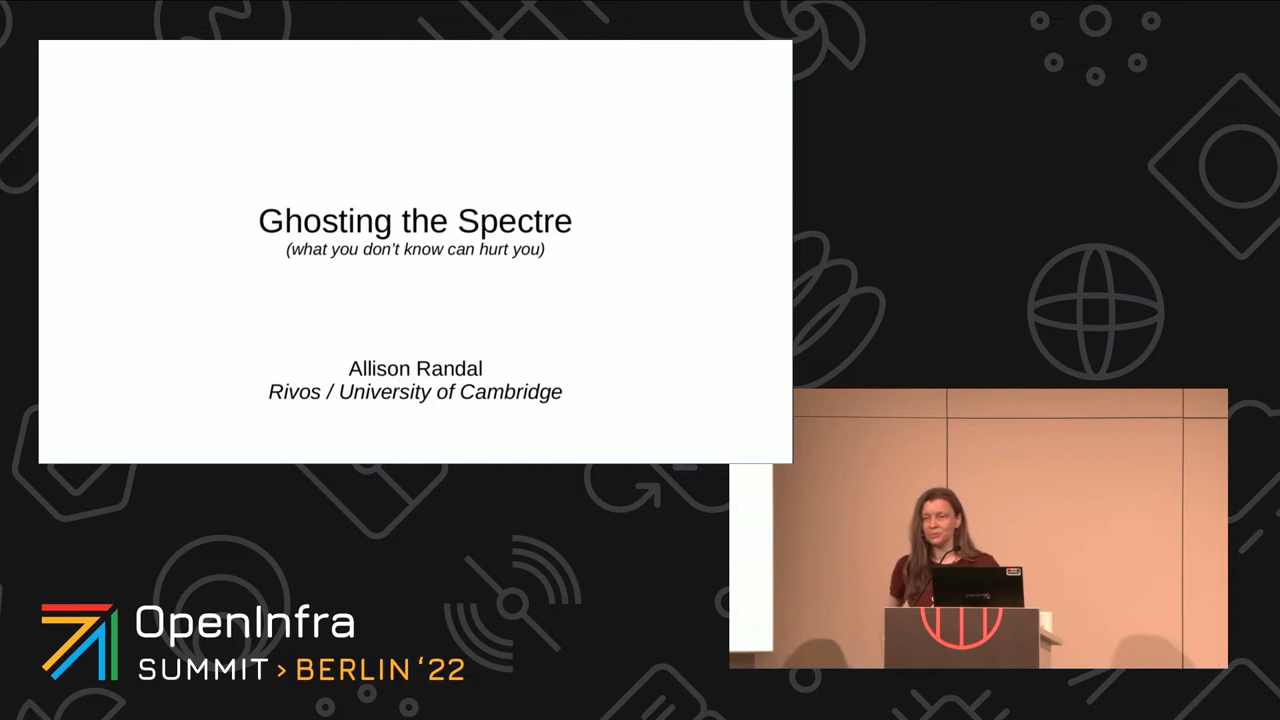 Ghosting the Spectre
(what you don't know can hurt you)
Allison Randal
Rivos / University of Cambridge
OpenInfra
SUMMIT > BERLIN '22